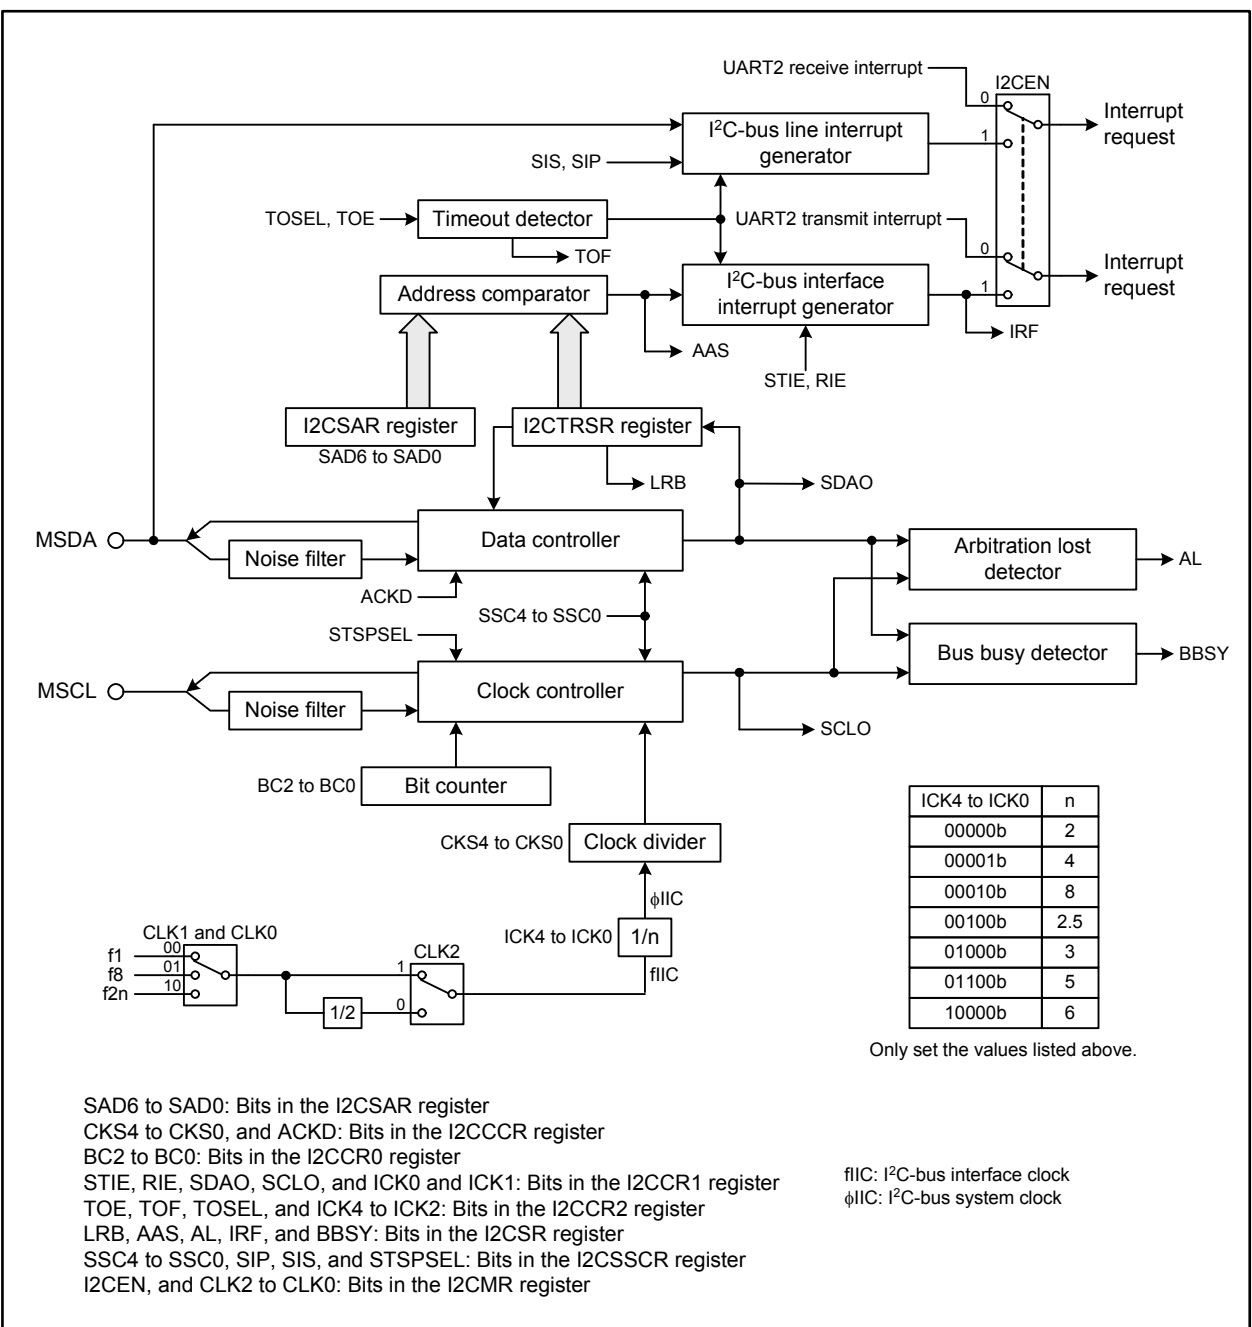 UART2 receive interrupt
I2CEN
0
Interrupt
request
I²C-bus line interrupt
generator
1
SIS, SIP
TOSEL, TOE
Timeout detector
UART2 transmit interrupt
TOF
0
Interrupt
request
Address comparator
I²C-bus interface
interrupt generator
1
IRF
AAS
STIE, RIE
I2CSAR register
I2CTRSR register
SAD6 to SAD0
LRB
SDAO
MSDA
Data controller
Noise filter
Arbitration lost
detector
AL
ACKD
SSC4 to SSC0
STSPSEL
Bus busy detector
BBSY
MSCL
Clock controller
Noise filter
SCLO
BC2 to BC0
Bit counter
CKS4 to CKS0
Clock divider
ϕIIC
ICK4 to ICK0
1/n
fIIC
CLK1 and CLK0
f1
00
f8
01
f2n
10
CLK2
1
1/2
0
ICK4 to ICK0 n
00000b 2
00001b 4
00010b 8
00100b 2.5
01000b 3
01100b 5
10000b 6
Only set the values listed above.
SAD6 to SAD0: Bits in the I2CSAR register
CKS4 to CKS0, and ACKD: Bits in the I2CCCR register
BC2 to BC0: Bits in the I2CCR0 register
STIE, RIE, SDAO, SCLO, and ICK0 and ICK1: Bits in the I2CCR1 register
TOE, TOF, TOSEL, and ICK4 to ICK2: Bits in the I2CCR2 register
LRB, AAS, AL, IRF, and BBSY: Bits in the I2CSR register
SSC4 to SSC0, SIP, SIS, and STSPSEL: Bits in the I2CSSCR register
I2CEN, and CLK2 to CLK0: Bits in the I2CMR register
fIIC: I²C-bus interface clock
ϕIIC: I²C-bus system clock